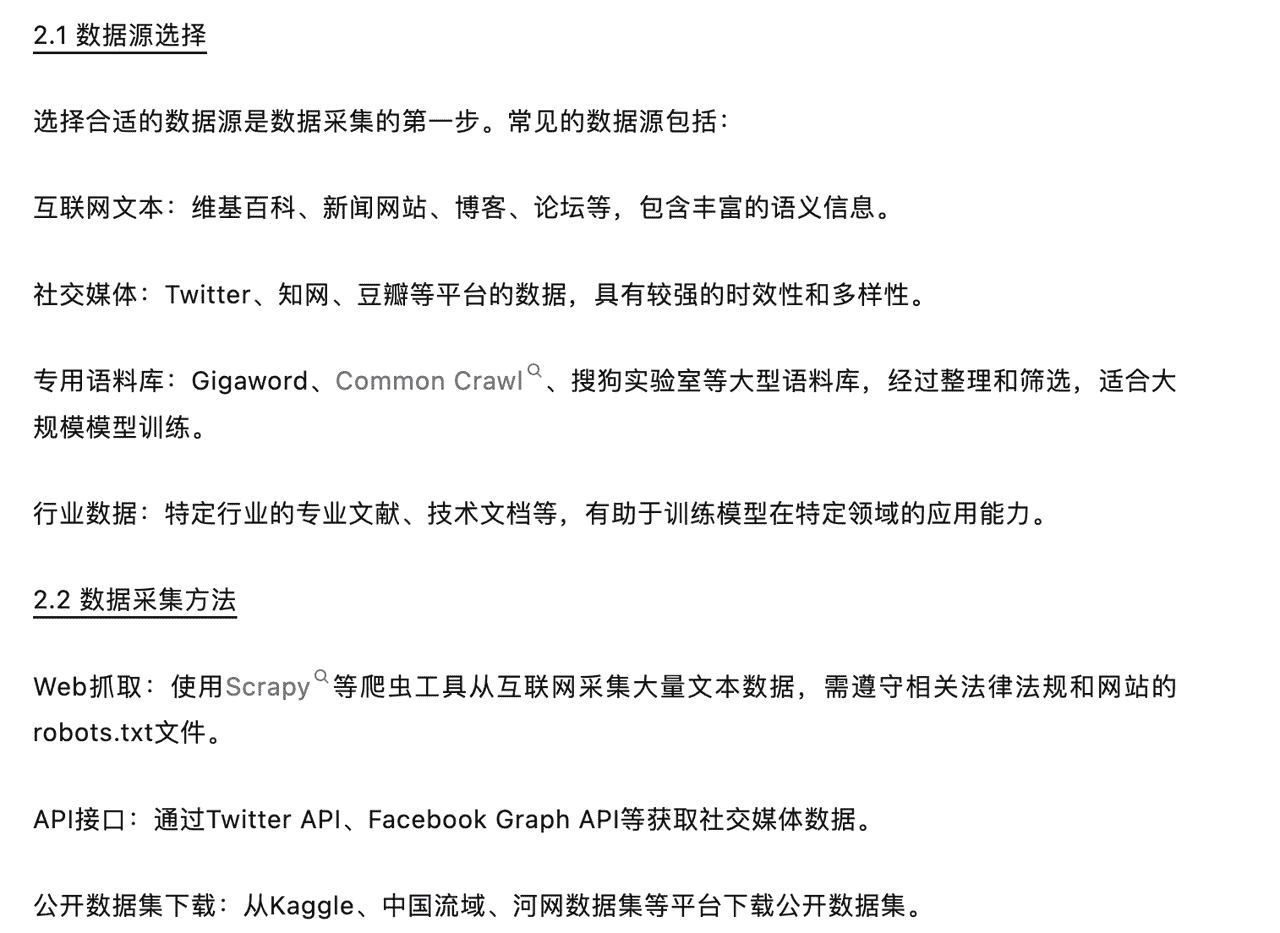 2.1 数据源选择
选择合适的数据源是数据采集的第一步。常见的数据源包括：
互联网文本：维基百科、新闻网站、博客、论坛等，包含丰富的语义信息。
社交媒体：Twitter、知网、豆瓣等平台的数据，具有较强的时效性和多样性。
专用语料库：Gigaword、Common Crawl、搜狗实验室等大型语料库，经过整理和筛选，适合大
规模模型训练。
行业数据：特定行业的专业文献、技术文档等，有助于训练模型在特定领域的应用能力。
2.2 数据采集方法
Web抓取：使用Scrapy等爬虫工具从互联网采集大量文本数据，需遵守相关法律法规和网站的
robots.txt文件。
API接口：通过Twitter API、Facebook Graph API等获取社交媒体数据。
公开数据集下载：从Kaggle、中国流域、河网数据集等平台下载公开数据集。